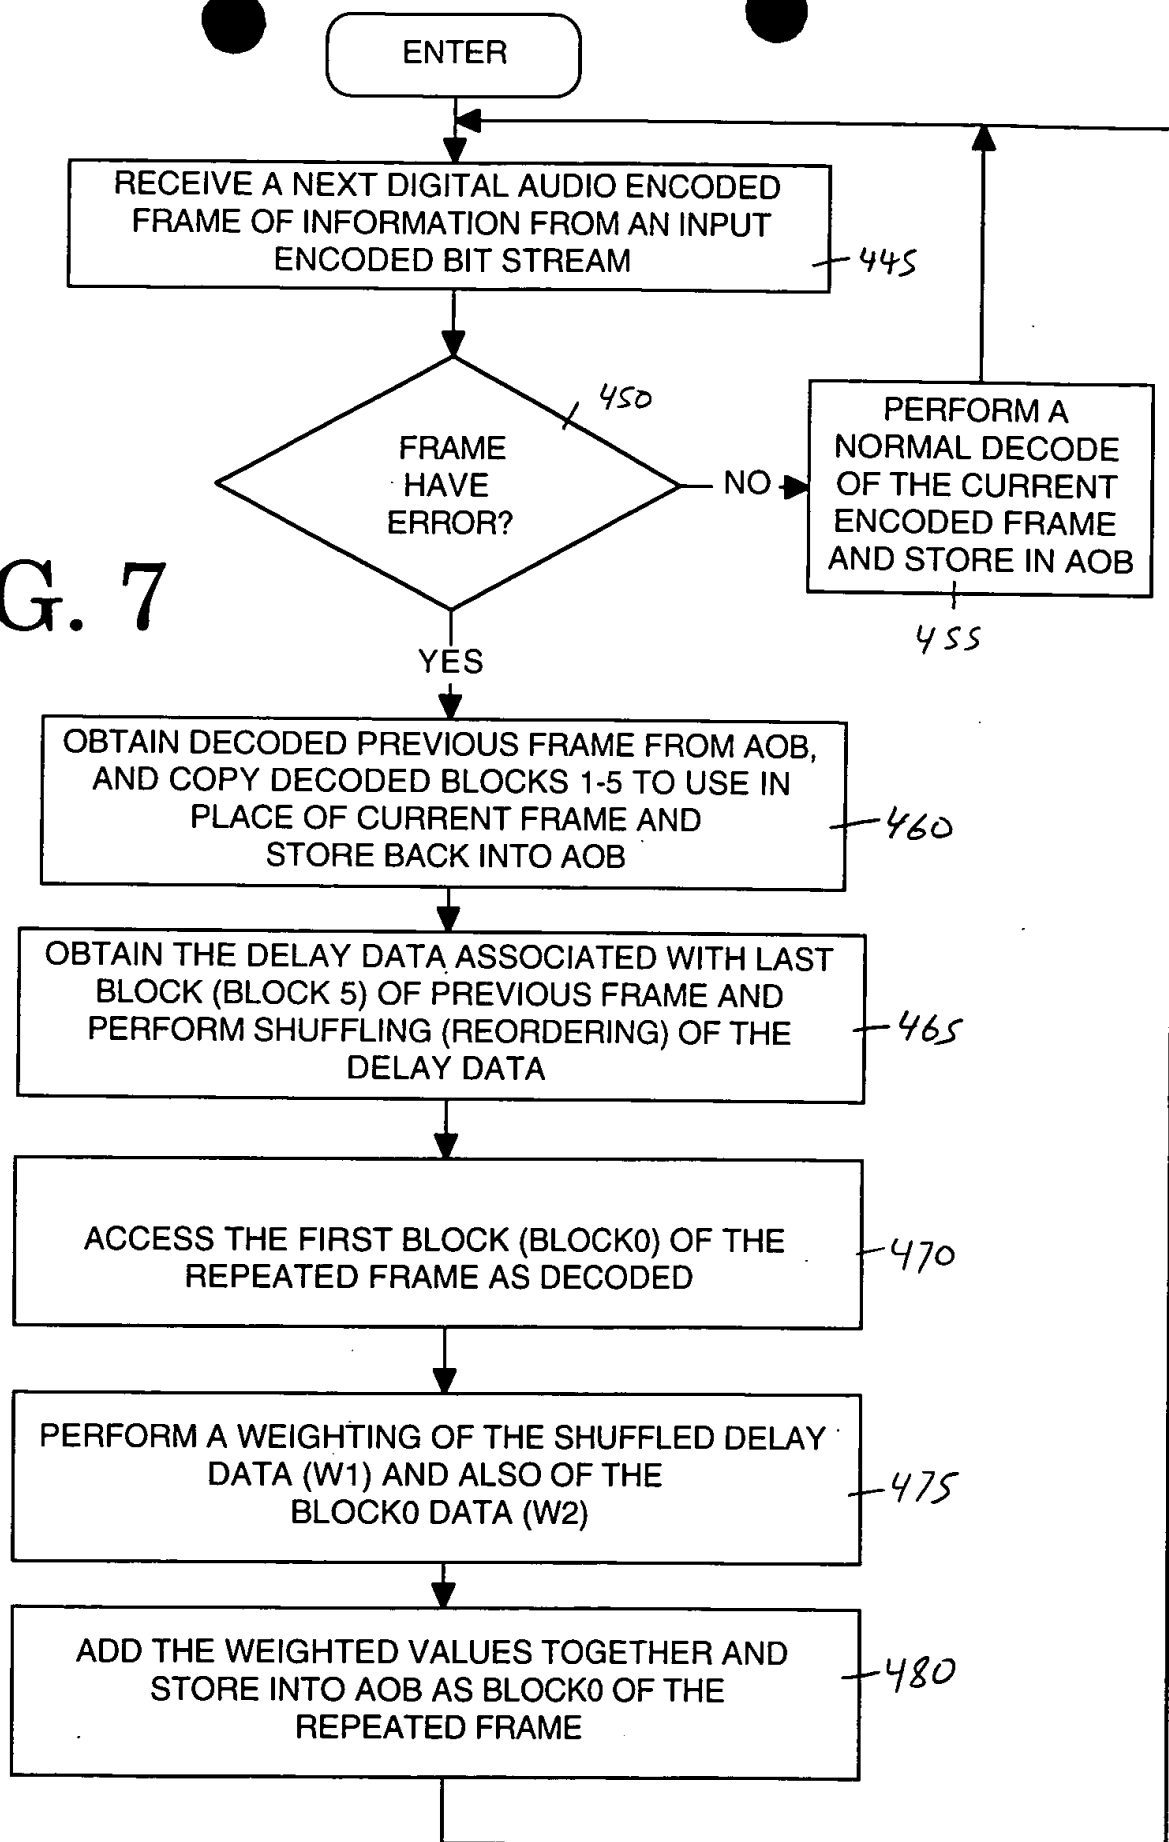 ENTER
RECEIVE A NEXT DIGITAL AUDIO ENCODED
FRAME OF INFORMATION FROM AN INPUT
ENCODED BIT STREAM
445
450
FRAME
HAVE
ERROR?
NO
PERFORM A
NORMAL DECODE
OF THE CURRENT
ENCODED FRAME
AND STORE IN AOB
455
G. 7
YES
OBTAIN DECODED PREVIOUS FRAME FROM AOB,
AND COPY DECODED BLOCKS 1-5 TO USE IN
PLACE OF CURRENT FRAME AND
STORE BACK INTO AOB
460
OBTAIN THE DELAY DATA ASSOCIATED WITH LAST
BLOCK (BLOCK 5) OF PREVIOUS FRAME AND
PERFORM SHUFFLING (REORDERING) OF THE
DELAY DATA
465
ACCESS THE FIRST BLOCK (BLOCK0) OF THE
REPEATED FRAME AS DECODED
470
PERFORM A WEIGHTING OF THE SHUFFLED DELAY
DATA (W1) AND ALSO OF THE
BLOCK0 DATA (W2)
475
ADD THE WEIGHTED VALUES TOGETHER AND
STORE INTO AOB AS BLOCK0 OF THE
REPEATED FRAME
480